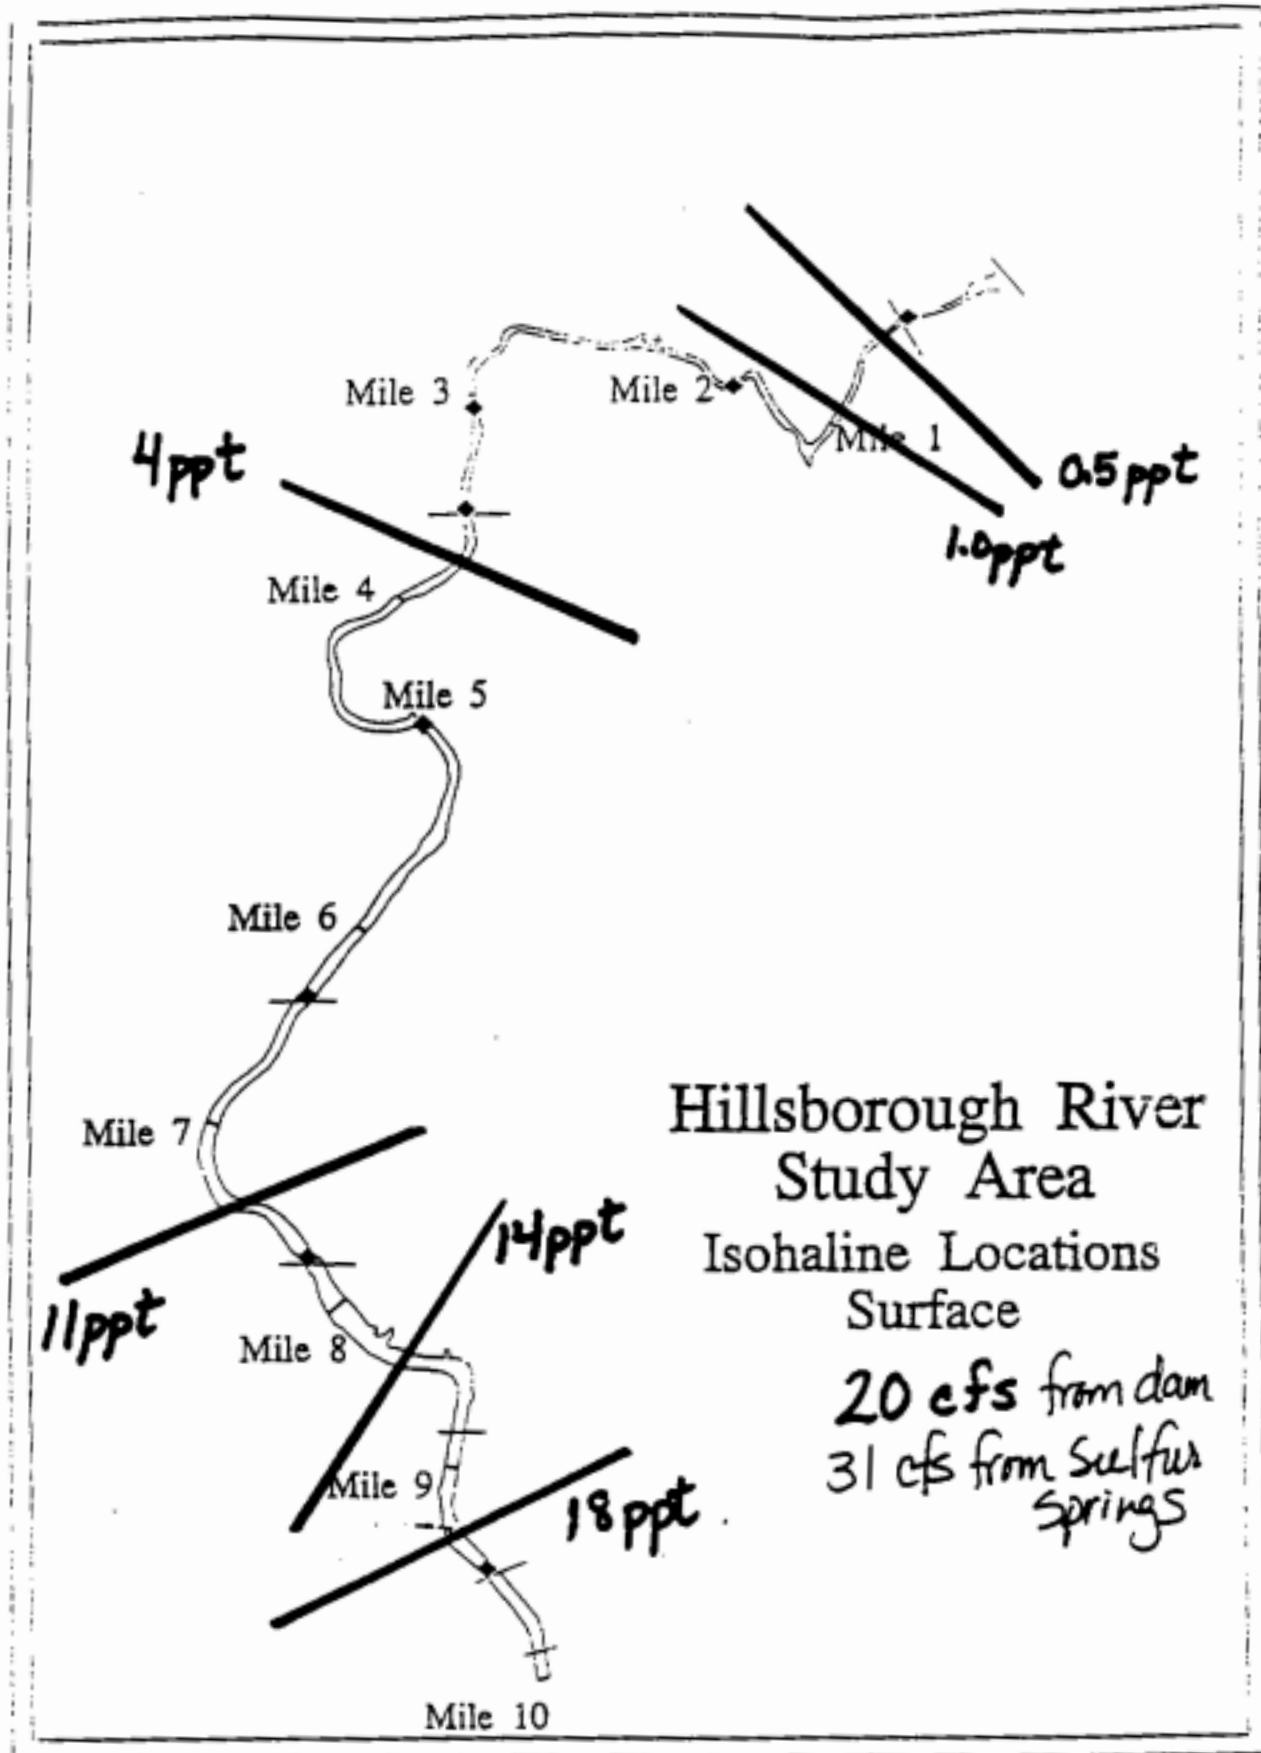 Mile 3
Mile 2
Mile 1
4ppt
0.5 ppt
1.0ppt
Mile 4
Mile 5
Mile 6
Hillsborough River
Study Area
Isohaline Locations
Surface
Mile 7
14ppt
11ppt
Mile 8
20 cfs from dam
31 cfs from Sulfur
Springs
Mile 9
18ppt
Mile 10